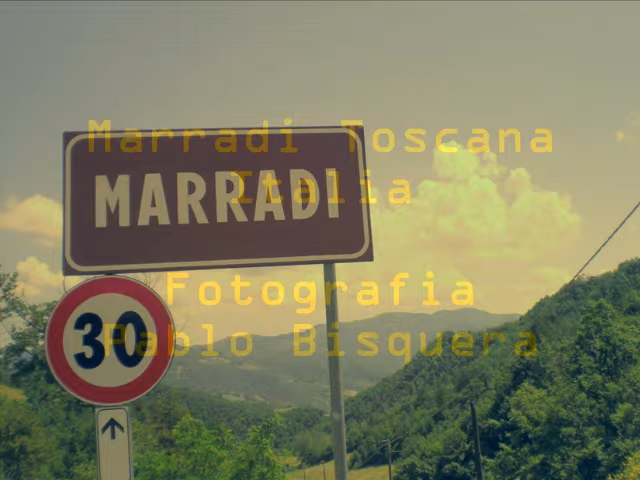 Marradi Toscana
Italia
MARRADI
Fotografia
Pablo Bisquera
30